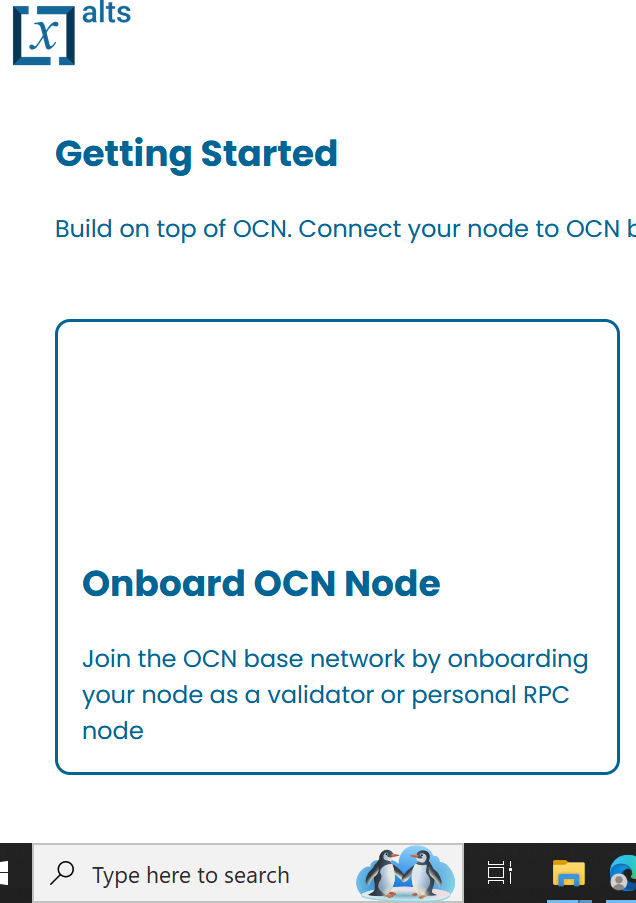 x alts
Getting Started
Build on top of OCN. Connect your node to OCN
Onboard OCN Node
Join the OCN base network by onboarding
your node as a validator or personal RPC
node
Type here to search